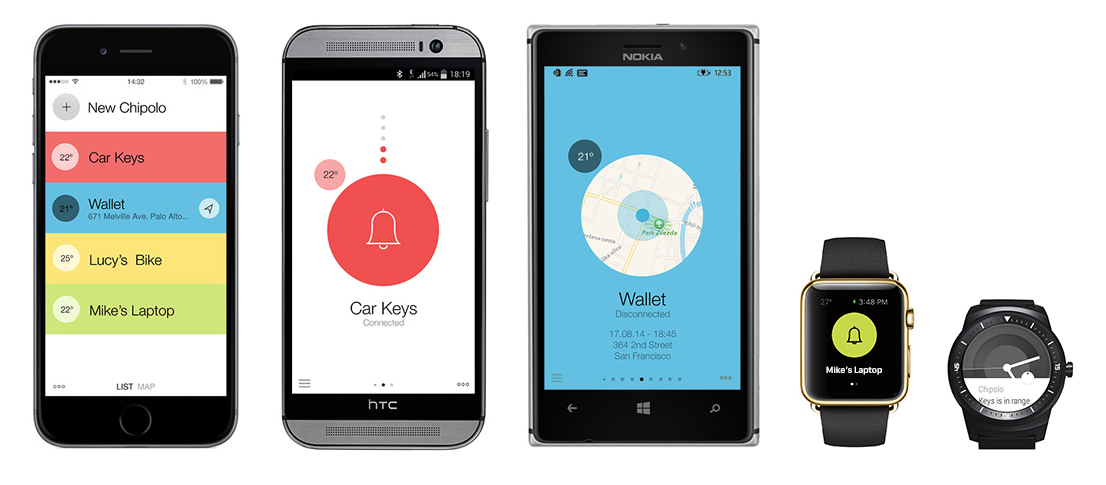 14:32
100%
New Chipolo
22°
Car Keys
21°
Wallet
671 Melville Ave, Palo Alto...
25°
Lucy's Bike
22°
Mike's Laptop
LIST MAP
54% 18:19
22°
Car Keys
Connected
hTC
NOKIA
12:53
21°
Park Zvezda
Wallet
Disconnected
17.08.14 - 18:45
364 2nd Street
San Francisco
27° 3:48 PM
Mike's Laptop
45
15
Chipolo
Keys is in range